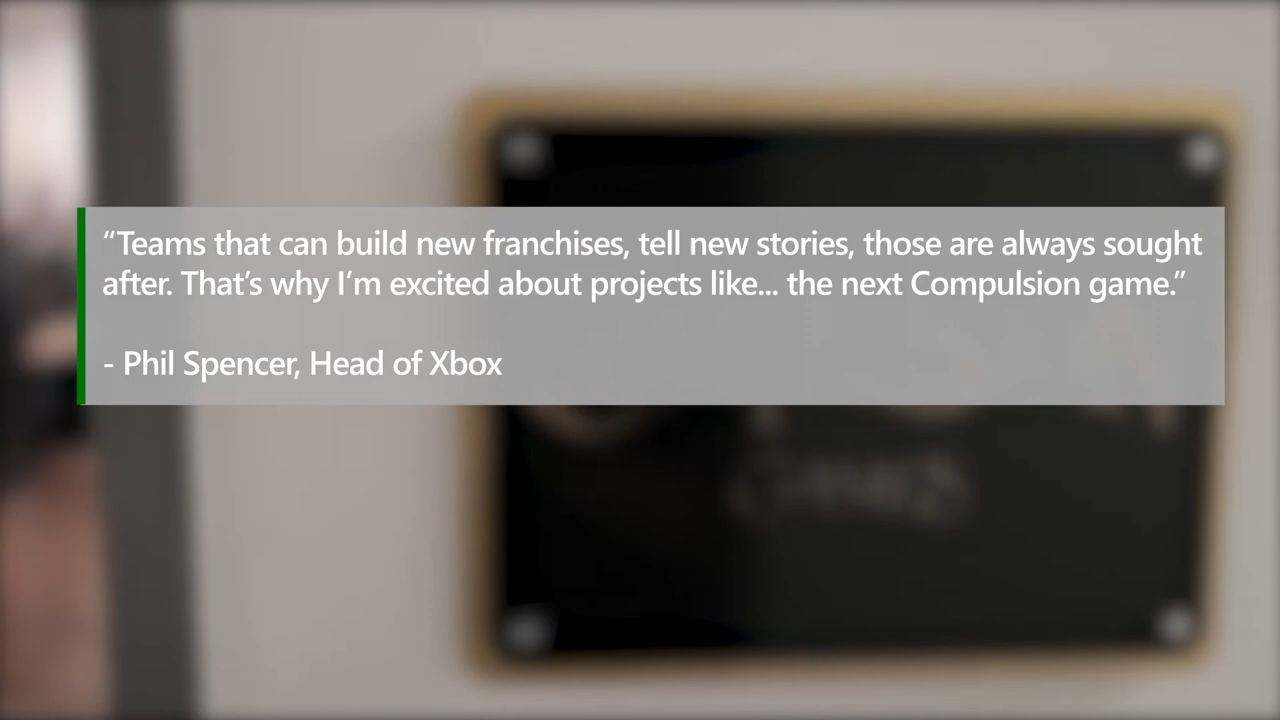 “Teams that can build new franchises, tell new stories, those are always sought
after. That’s why I’m excited about projects like... the next Compulsion game.”
- Phil Spencer, Head of Xbox
GAMES